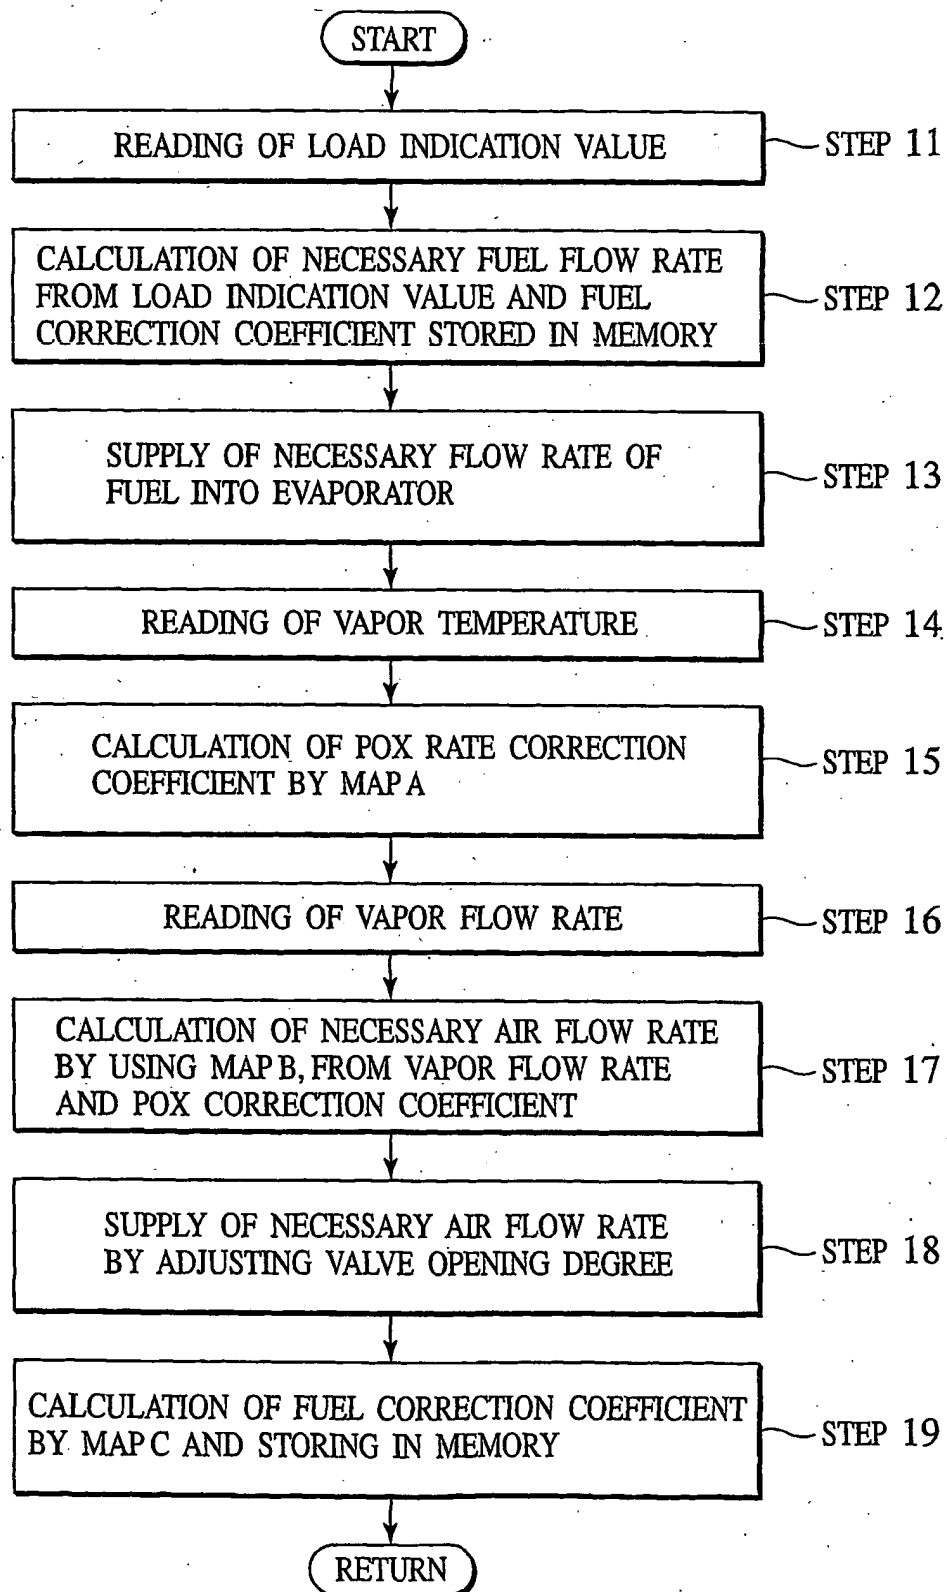 START
READING OF LOAD INDICATION VALUE
STEP 11
CALCULATION OF NECESSARY FUEL FLOW RATE
FROM LOAD INDICATION VALUE AND FUEL
CORRECTION COEFFICIENT STORED IN MEMORY
STEP 12
SUPPLY OF NECESSARY FLOW RATE OF
FUEL INTO EVAPORATOR
STEP 13
READING OF VAPOR TEMPERATURE
STEP 14
CALCULATION OF POX RATE CORRECTION
COEFFICIENT BY MAP A
STEP 15
READING OF VAPOR FLOW RATE
STEP 16
CALCULATION OF NECESSARY AIR FLOW RATE
BY USING MAP B, FROM VAPOR FLOW RATE
AND POX CORRECTION COEFFICIENT
STEP 17
SUPPLY OF NECESSARY AIR FLOW RATE
BY ADJUSTING VALVE OPENING DEGREE
STEP 18
CALCULATION OF FUEL CORRECTION COEFFICIENT
BY MAP C AND STORING IN MEMORY
STEP 19
RETURN